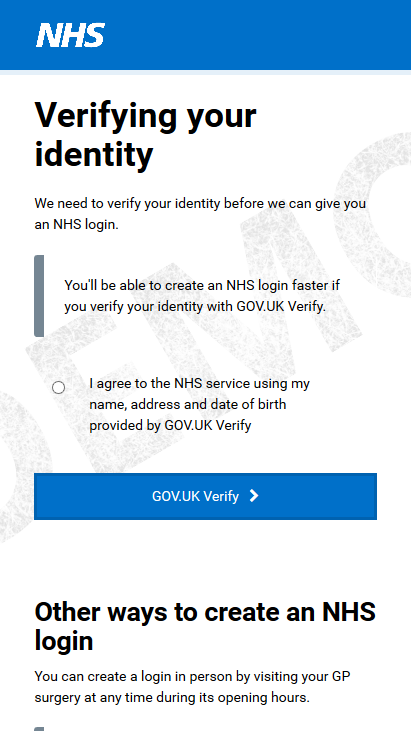 NHS
Verifying your
identity
We need to verify your identity before we can give you
an NHS login.
You'll be able to create an NHS login faster if
you verify your identity with GOV.UK Verify.
I agree to the NHS service using my
name, address and date of birth
provided by GOV.UK Verify
GOV.UK Verify
Other ways to create an NHS
login
You can create a login in person by visiting your GP
surgery at any time during its opening hours.
DEMO